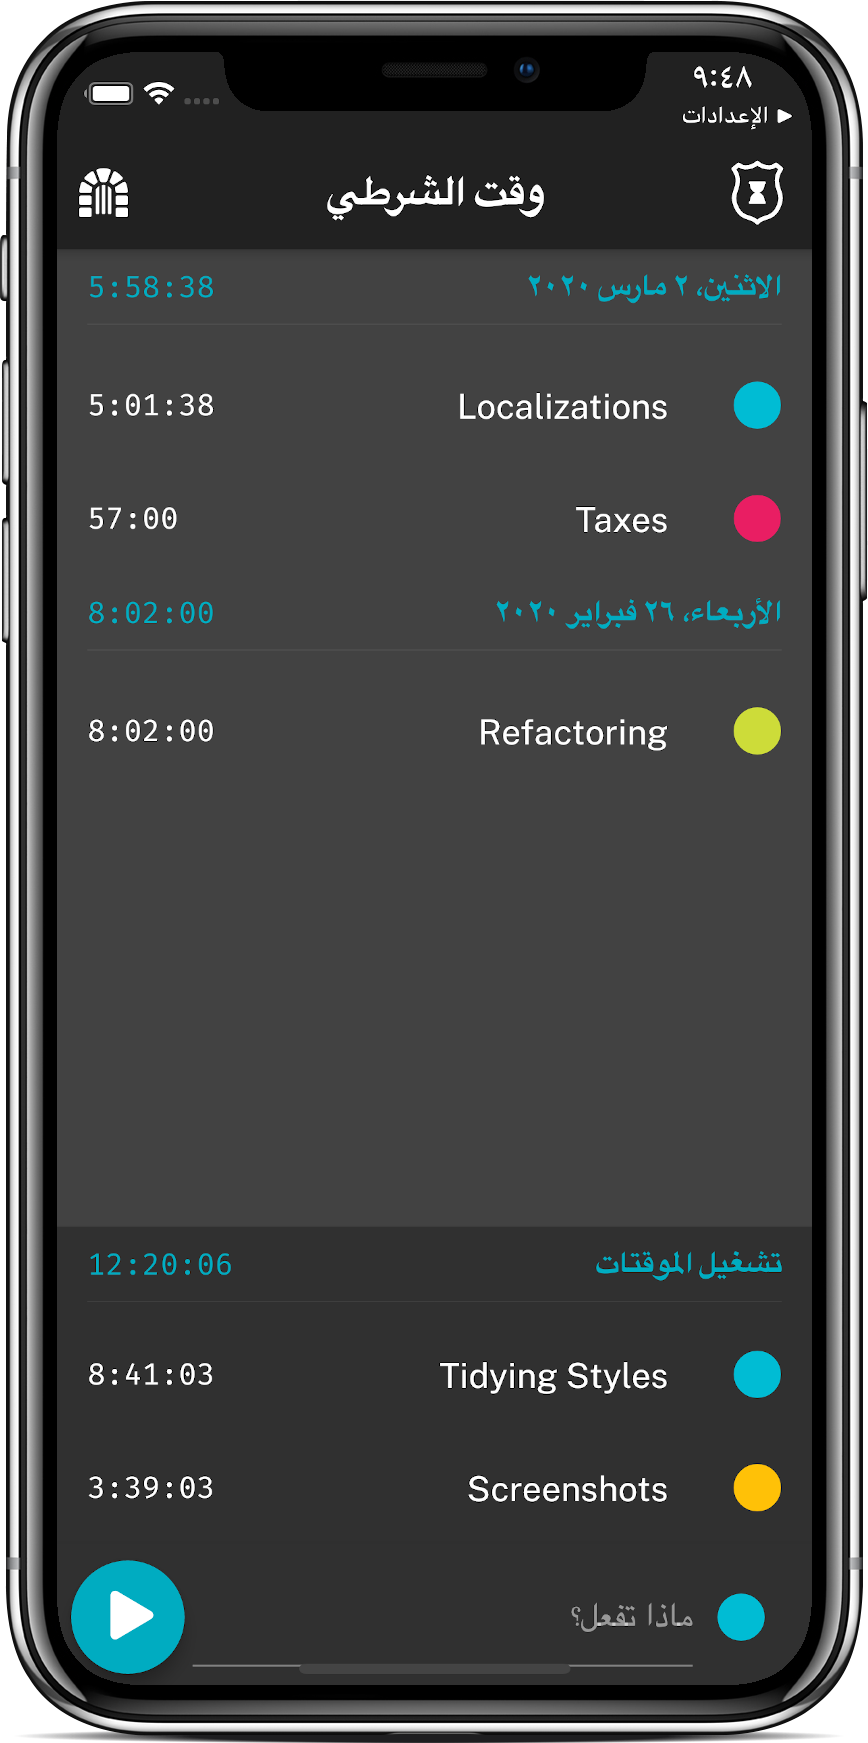 ٩:٤٨
◀ الإعدادات
وقت الشرطي
الاثنين، ٢ مارس ٢٠٢٠ 5:58:38
Localizations 5:01:38
Taxes 57:00
الأربعاء، ٢٦ فبراير ٢٠٢٠ 8:02:00
Refactoring 8:02:00
تشغيل الموقتات 12:20:06
Tidying Styles 8:41:03
Screenshots 3:39:03
ماذا تفعل؟